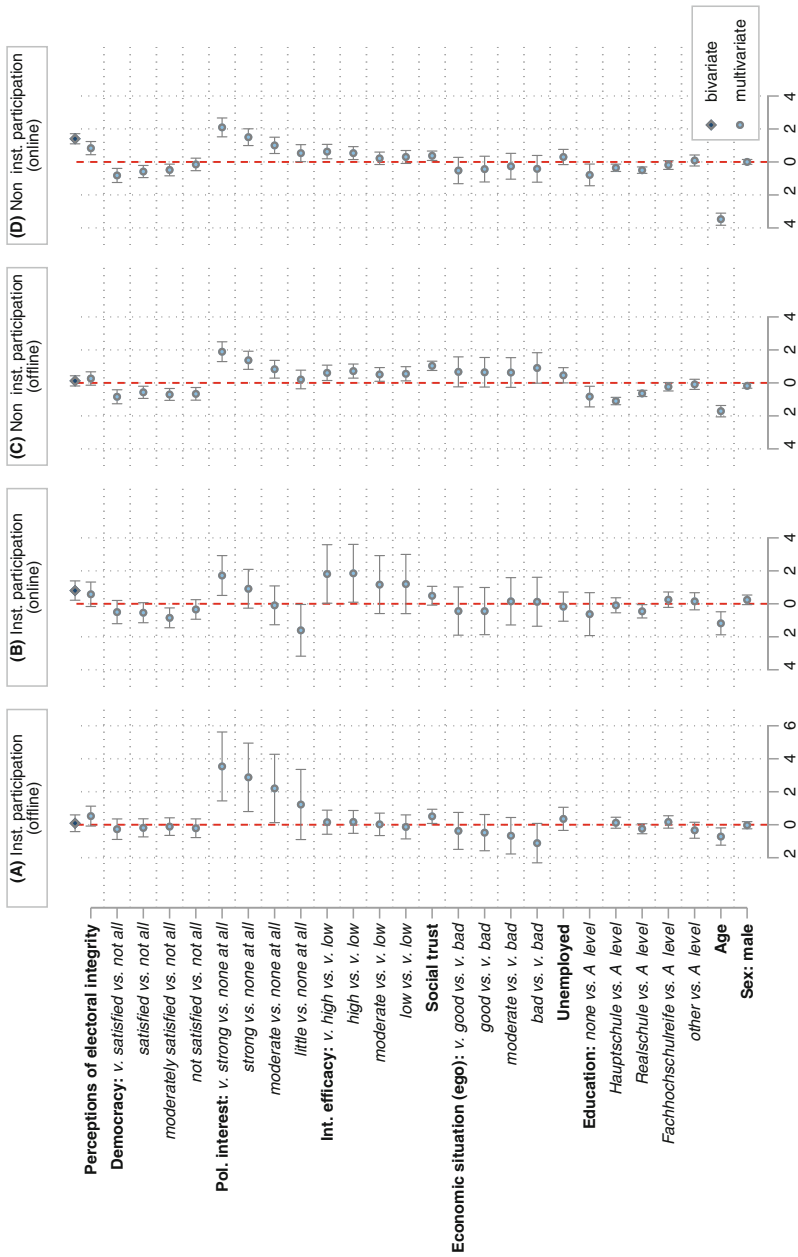 (A) Inst. participation
(offline)
(B) Inst. participation
(online)
(C) Non inst. participation
(offline)
(D) Non inst. participation
(online)
Perceptions of electoral integrity
Democracy: v. satisfied vs. not all
satisfied vs. not all
moderately satisfied vs. not all
not satisfied vs. not all
Pol. interest: v. strong vs. none at all
strong vs. none at all
moderate vs. none at all
little vs. none at all
Int. efficacy: v. high vs. v. low
high vs. v. low
moderate vs. v. low
low vs. v. low
Social trust
Economic situation (ego): v. good vs. v. bad
good vs. v. bad
moderate vs. v. bad
bad vs. v. bad
Unemployed
Education: none vs. A level
Hauptschule vs. A level
Realschule vs. A level
Fachhochschulreife vs. A level
other vs. A level
Age
Sex: male
2 0 2 4 6
4 2 0 2 4
4 2 0 2 4
4 2 0 2 4
bivariate
multivariate